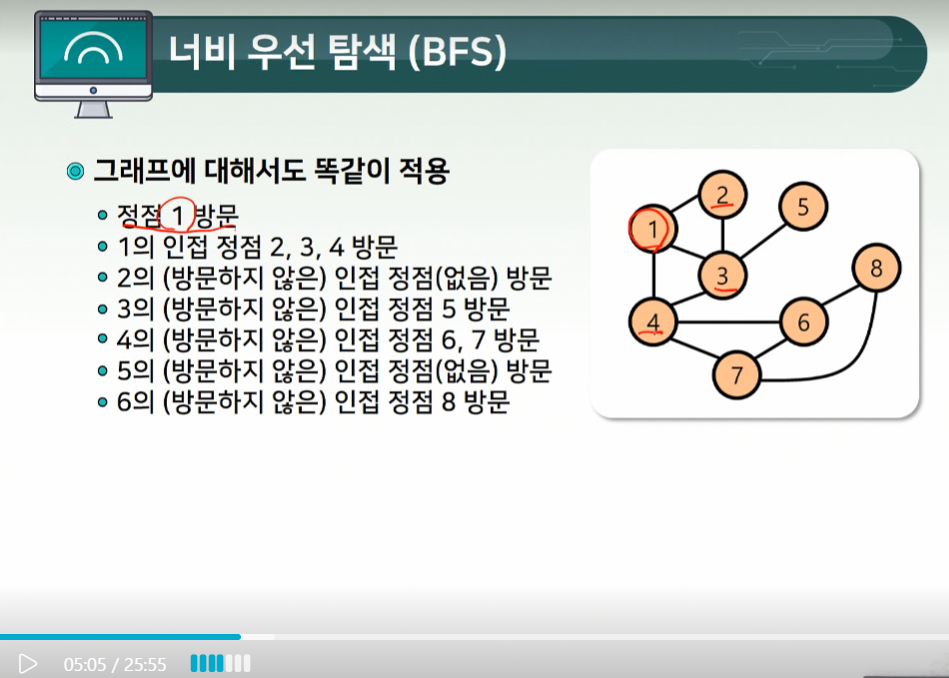 너비 우선 탐색 (BFS)
그래프에 대해서도 똑같이 적용
정점 1 방문
1의 인접 정점 2, 3, 4 방문
2의 (방문하지 않은) 인접 정점(없음) 방문
3의 (방문하지 않은) 인접 정점 5 방문
4의 (방문하지 않은) 인접 정점 6, 7 방문
5의 (방문하지 않은) 인접 정점(없음) 방문
6의 (방문하지 않은) 인접 정점 8 방문
2
5
1
3
8
4
6
7
05:05 / 25:55